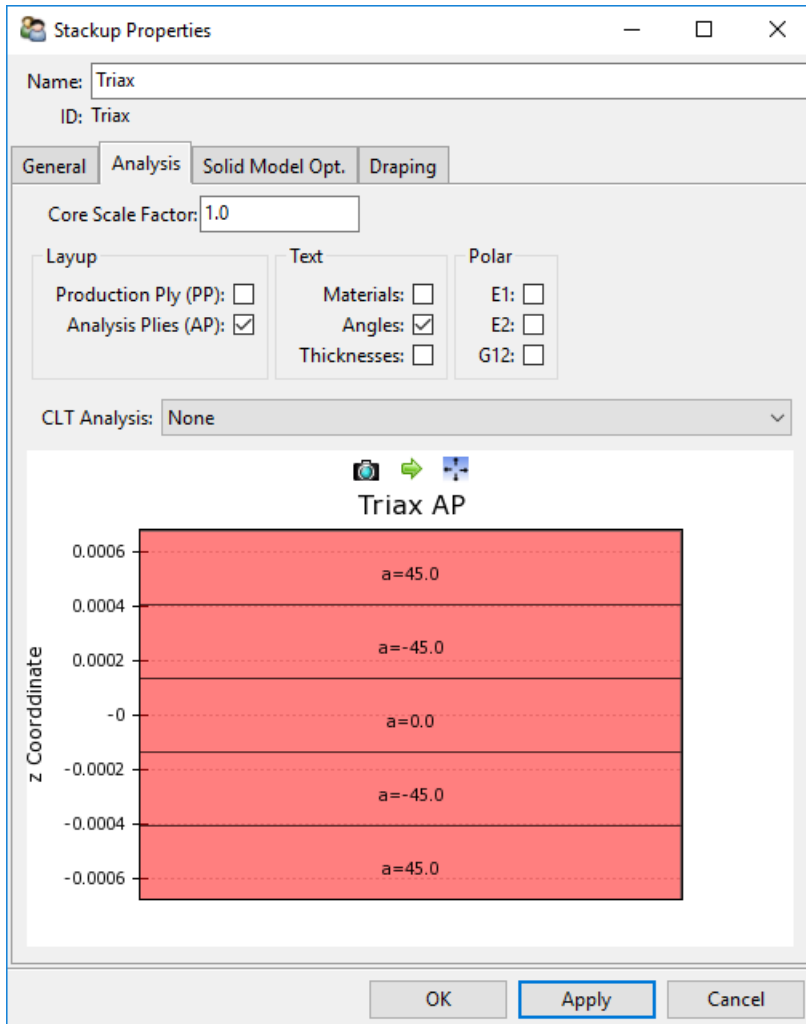 Stackup Properties
Name: Triax
ID: Triax
General Analysis Solid Model Opt. Draping
Core Scale Factor: 1.0
Layup Text Polar
Production Ply (PP): Materials: E1:
Analysis Plies (AP): Angles: E2:
Thicknesses: G12:
CLT Analysis: None
Triax AP
z Coorddinate
0.0006
a=45.0
0.0004
a=-45.0
0.0002
-0
a=0.0
-0.0002
a=-45.0
-0.0004
a=45.0
-0.0006
OK Apply Cancel